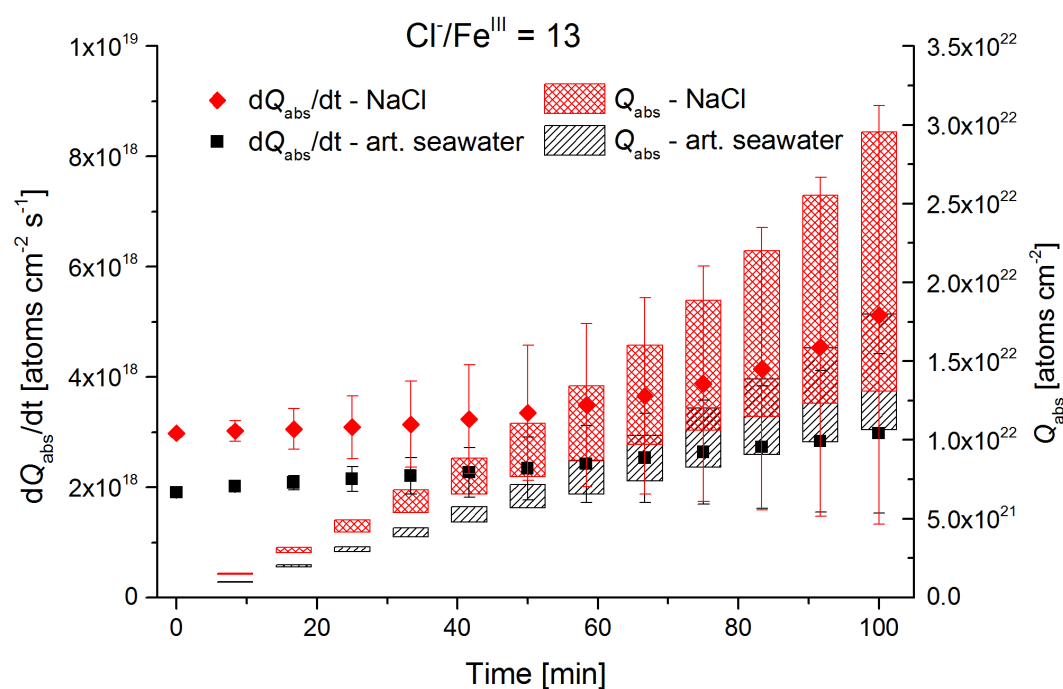 Cl⁻/Feᴵᴵᴵ = 13
1x10¹⁹
8x10¹⁸
6x10¹⁸
4x10¹⁸
2x10¹⁸
0
dQabs/dt [atoms cm⁻² s⁻¹]
dQabs/dt - NaCl
dQabs/dt - art. seawater
Qabs - NaCl
Qabs - art. seawater
3.5x10²²
3.0x10²²
2.5x10²²
2.0x10²²
1.5x10²²
1.0x10²²
5.0x10²¹
0.0
Qabs [atoms cm⁻²]
0 20 40 60 80 100
Time [min]